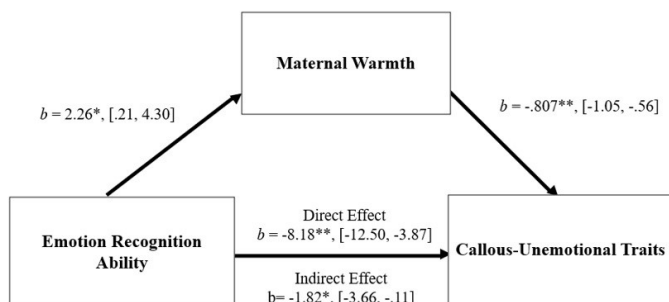 Maternal Warmth
b = 2.26*, [.21, 4.30]
b = -.807**, [-1.05, -.56]
Emotion Recognition
Ability
Direct Effect
b = -8.18**, [-12.50, -3.87]
Indirect Effect
b= -1.82*, [-3.66, -.11]
Callous-Unemotional Traits